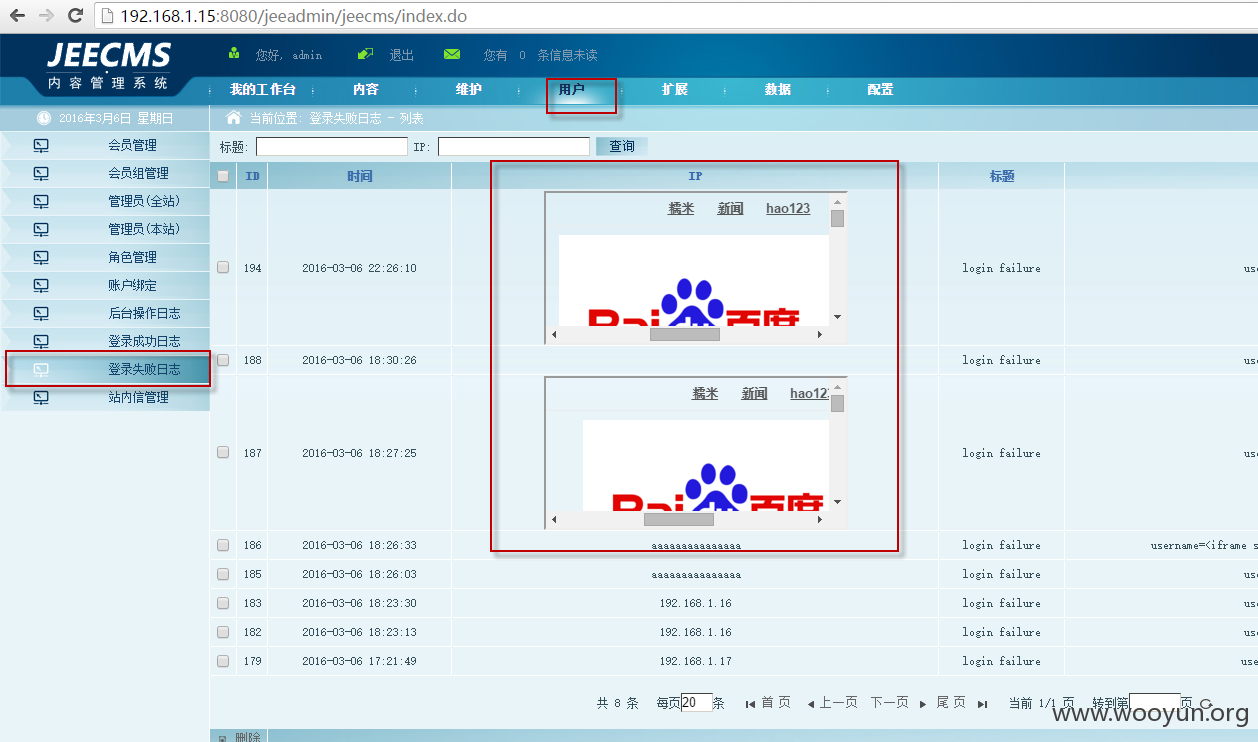 192.168.1.15:8080/jeeadmin/jeecms/index.do
JEECMS
内 容 管 理 系 统
您好, admin 退出 您有 0 条信息未读
我的工作台 内容 维护 用户 扩展 数据 配置
2016年3月6日 星期日
当前位置: 登录失败日志 - 列表
会员管理
会员组管理
管理员(全站)
管理员(本站)
角色管理
账户绑定
后台操作日志
登录成功日志
登录失败日志
站内信管理
标题: IP: 查询
ID 时间 IP 标题
糯米 新闻 hao123
Bai du 百度
194 2016-03-06 22:26:10 login failure use
188 2016-03-06 18:30:26 login failure use
糯米 新闻 hao12
Bai du 百度
187 2016-03-06 18:27:25 login failure use
186 2016-03-06 18:26:33 aaaaaaaaaaaaaaa login failure username=<iframe s
185 2016-03-06 18:26:03 aaaaaaaaaaaaaaa login failure use
183 2016-03-06 18:23:30 192.168.1.16 login failure use
182 2016-03-06 18:23:13 192.168.1.16 login failure use
179 2016-03-06 17:21:49 192.168.1.17 login failure use
共 8 条 每页20条 首 页 上一页 下一页 尾 页 当前 1/1 页 转到第 页
www.wooyun.org
删除